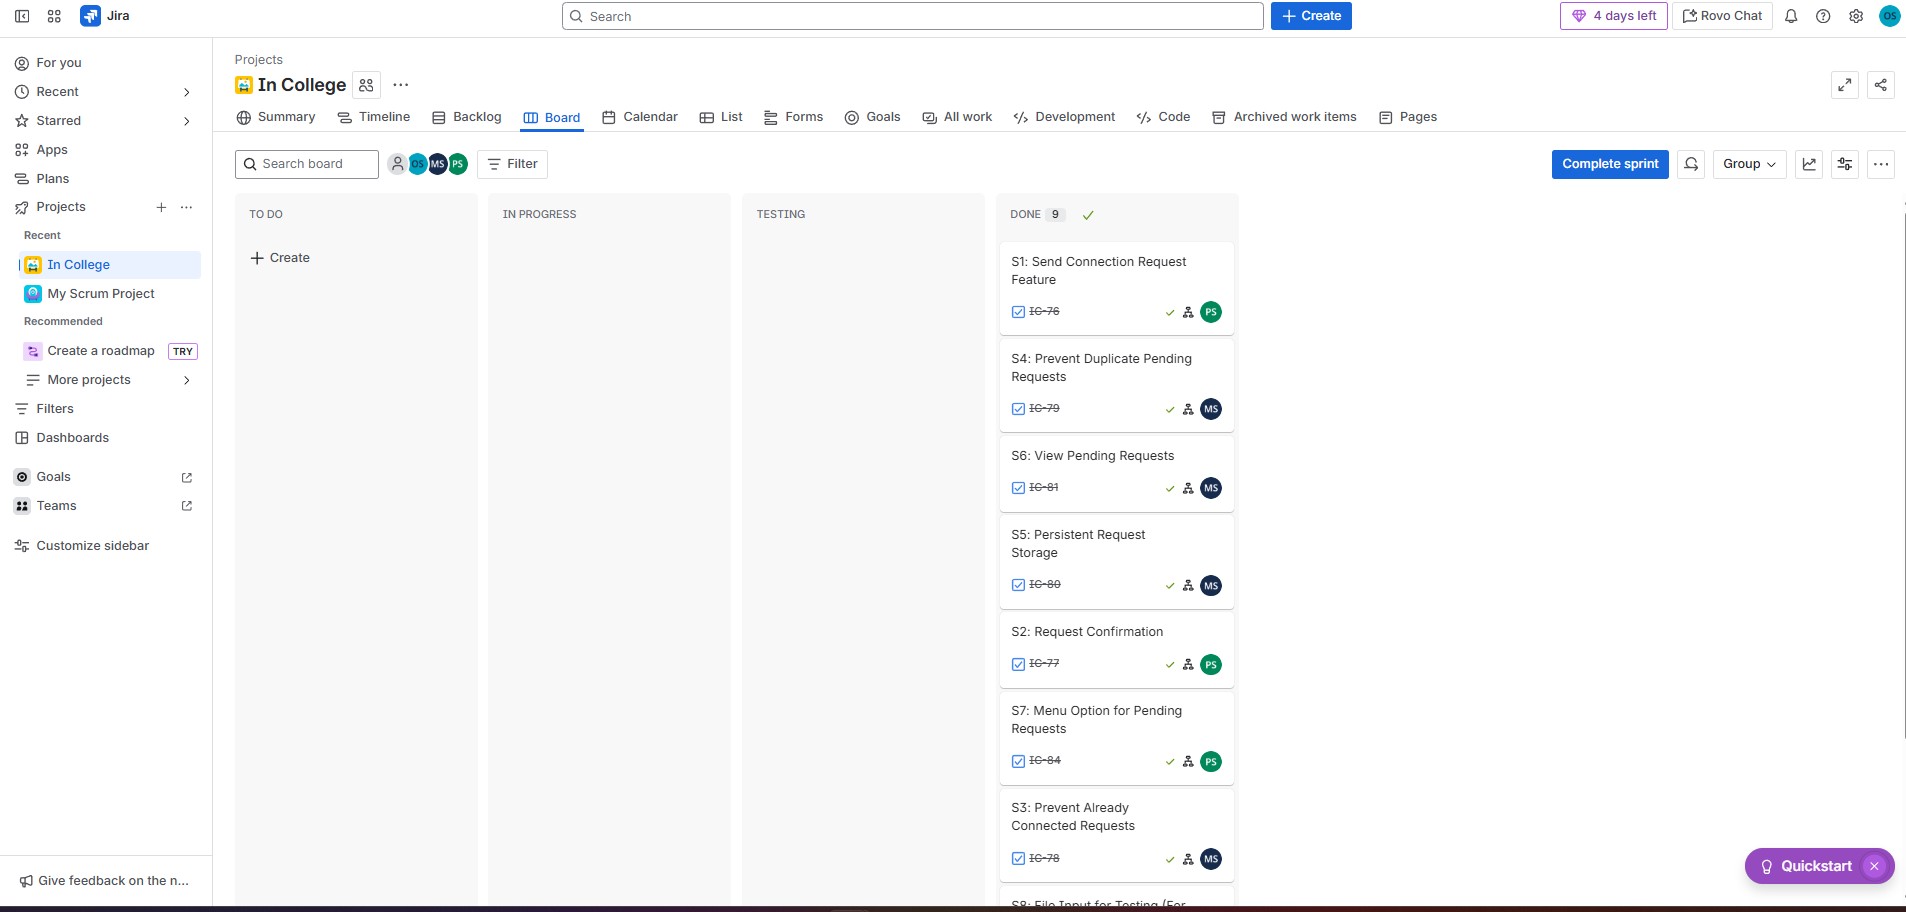 Jira
Search
Create
4 days left
Rovo Chat
OS
For you
Recent
Starred
Apps
Plans
Projects
Recent
In College
My Scrum Project
Recommended
Create a roadmap TRY
More projects
Filters
Dashboards
Goals
Teams
Customize sidebar
Give feedback on the n...
Projects
In College
Summary
Timeline
Backlog
Board
Calendar
List
Forms
Goals
All work
Development
Code
Archived work items
Pages
Search board
OS
MS
PS
Filter
Complete sprint
Group
TO DO
Create
IN PROGRESS
TESTING
DONE 9
S1: Send Connection Request
Feature
IC-76
PS
S4: Prevent Duplicate Pending
Requests
IC-79
MS
S6: View Pending Requests
IC-81
MS
S5: Persistent Request
Storage
IC-80
MS
S2: Request Confirmation
IC-77
PS
S7: Menu Option for Pending
Requests
IC-84
PS
S3: Prevent Already
Connected Requests
IC-78
MS
S8: File Input for Testing (For
Quickstart